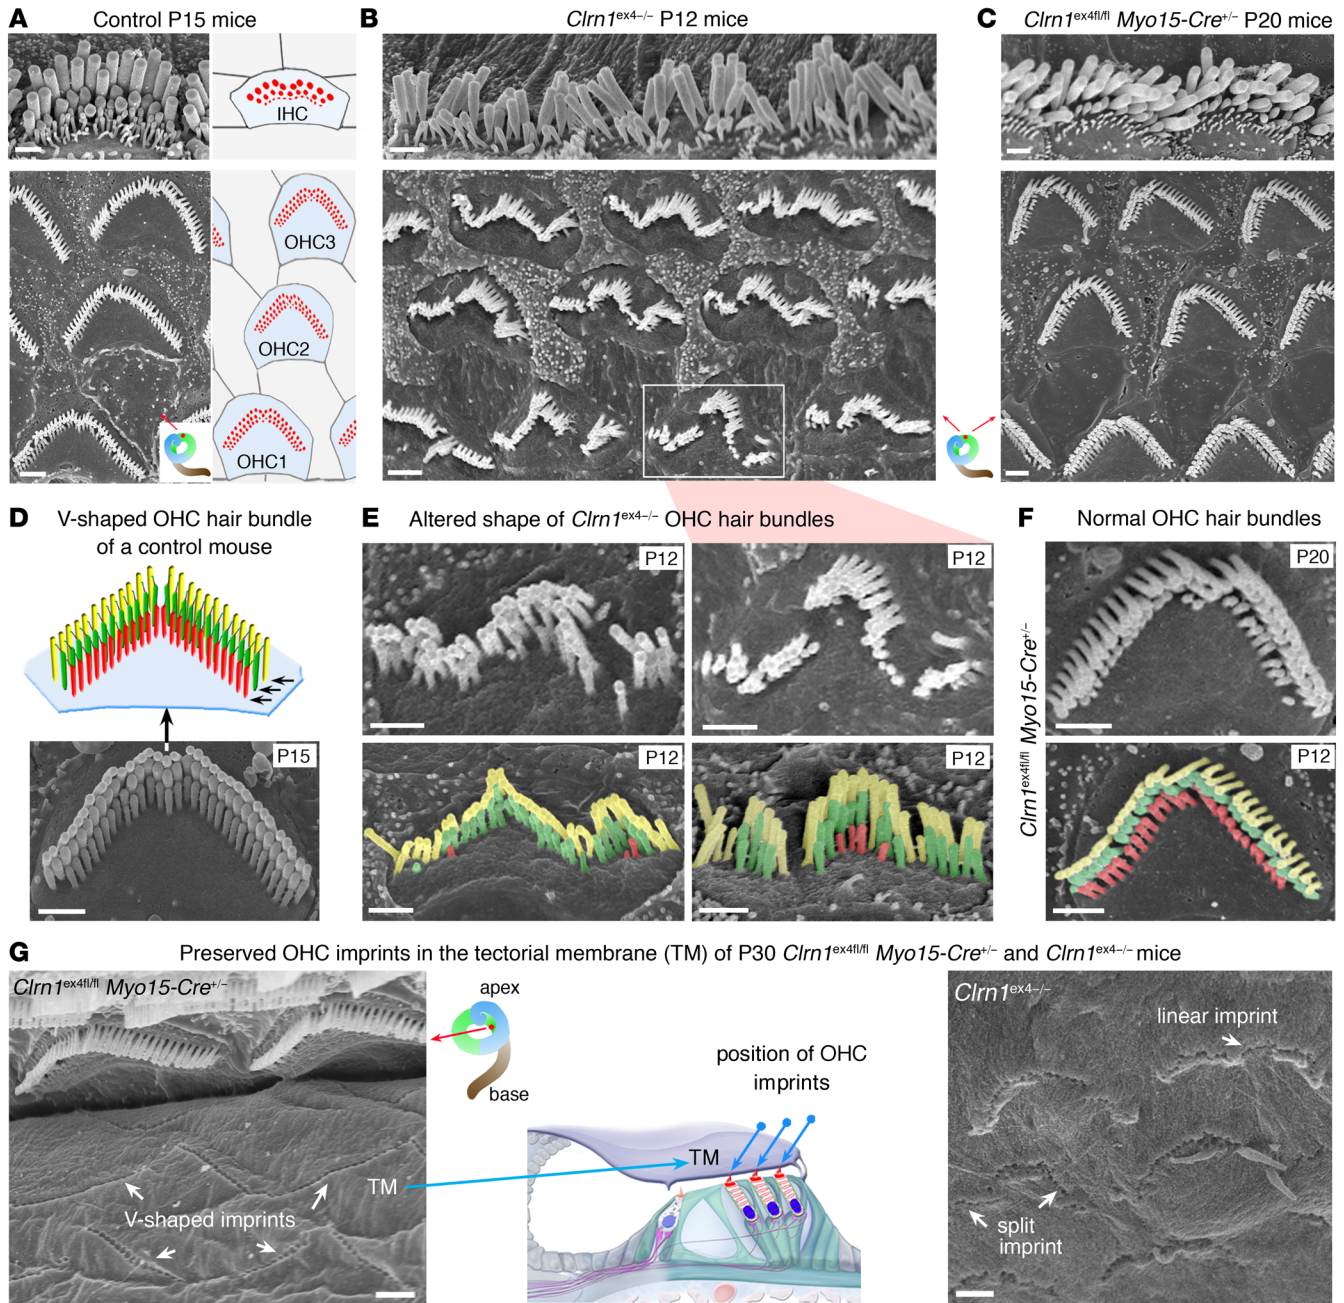 A Control P15 mice
IHC
OHC3
OHC2
OHC1
B Clrn1ex4–/– P12 mice
C Clrn1ex4fl/fl Myo15-Cre+/– P20 mice
D V-shaped OHC hair bundle
of a control mouse
P15
E Altered shape of Clrn1ex4–/– OHC hair bundles
P12
P12
P12
P12
F Normal OHC hair bundles
Clrn1ex4fl/fl Myo15-Cre+/–
P20
P12
G Preserved OHC imprints in the tectorial membrane (TM) of P30 Clrn1ex4fl/fl Myo15-Cre+/– and Clrn1ex4–/– mice
Clrn1ex4fl/fl Myo15-Cre+/–
V-shaped imprints
TM
apex
base
position of OHC
imprints
TM
Clrn1ex4–/–
linear imprint
split
imprint